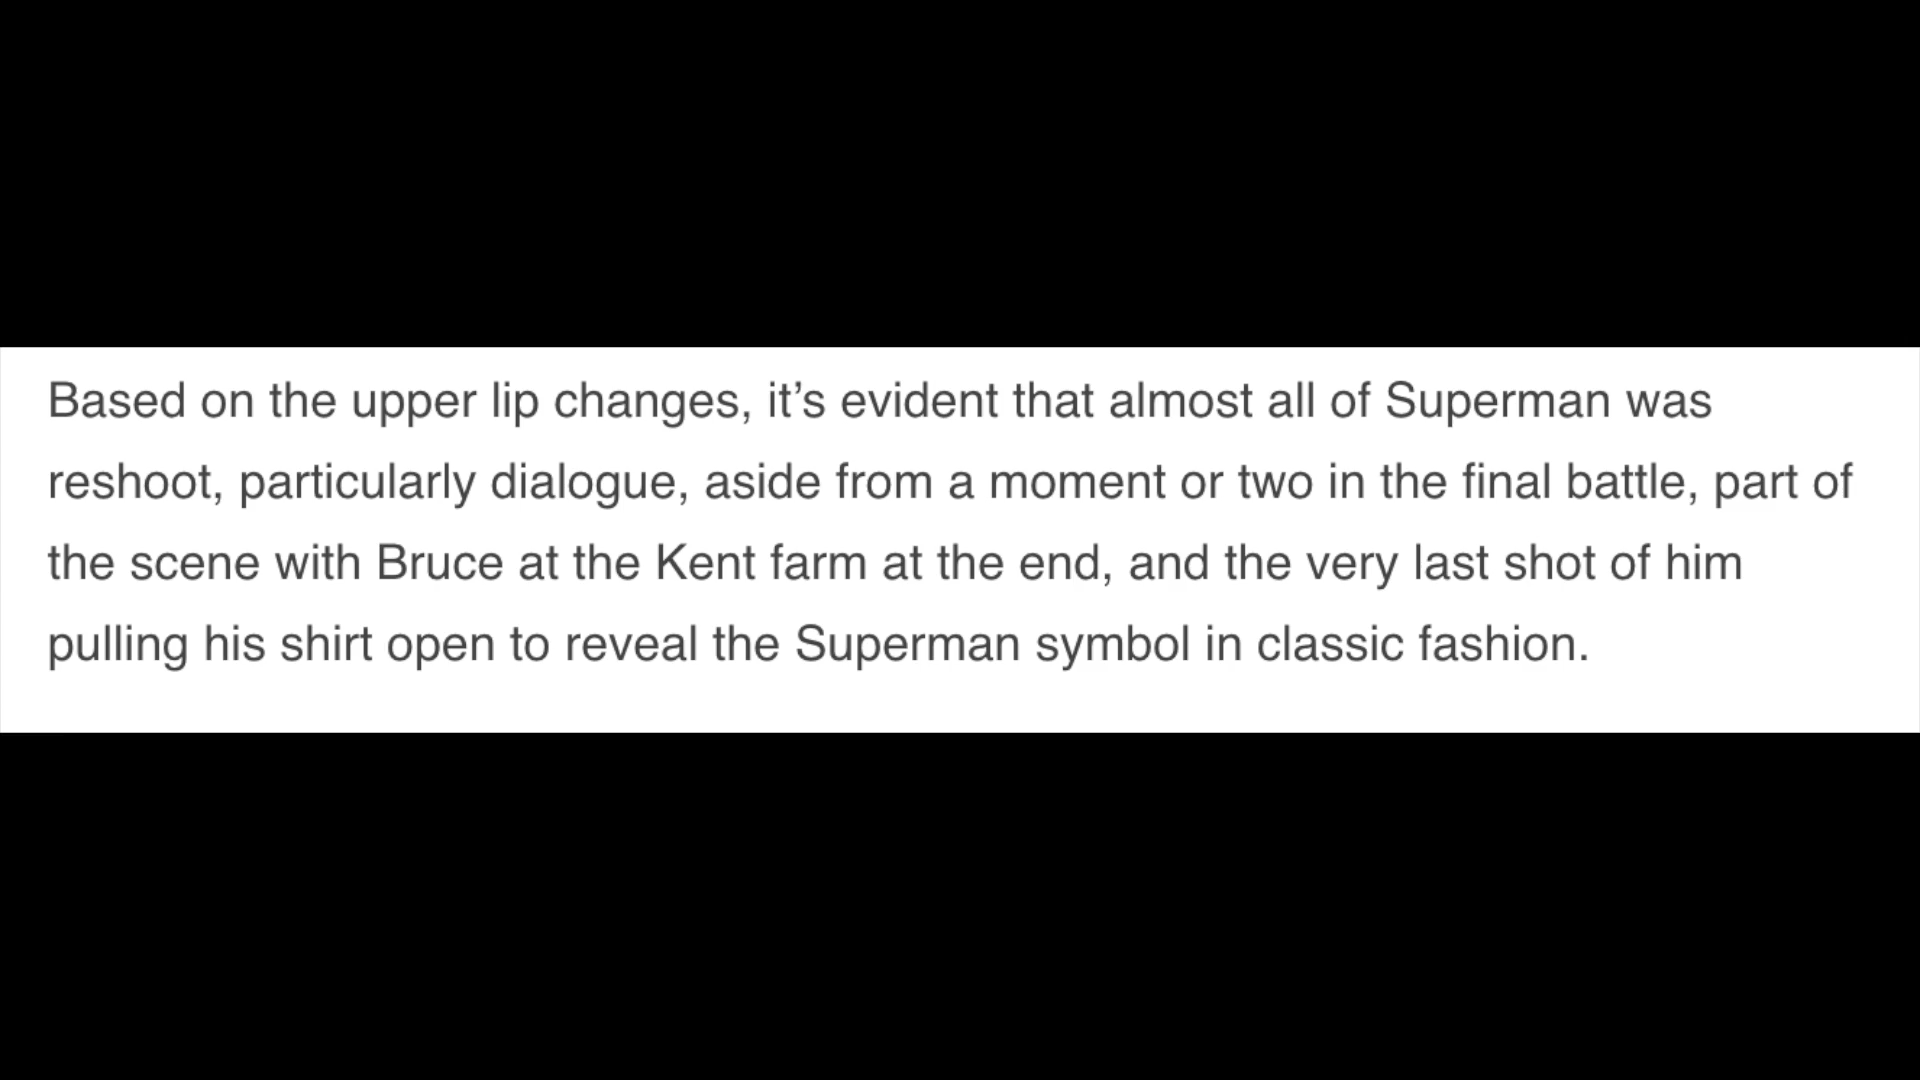 Based on the upper lip changes, it’s evident that almost all of Superman was
reshoot, particularly dialogue, aside from a moment or two in the final battle, part of
the scene with Bruce at the Kent farm at the end, and the very last shot of him
pulling his shirt open to reveal the Superman symbol in classic fashion.